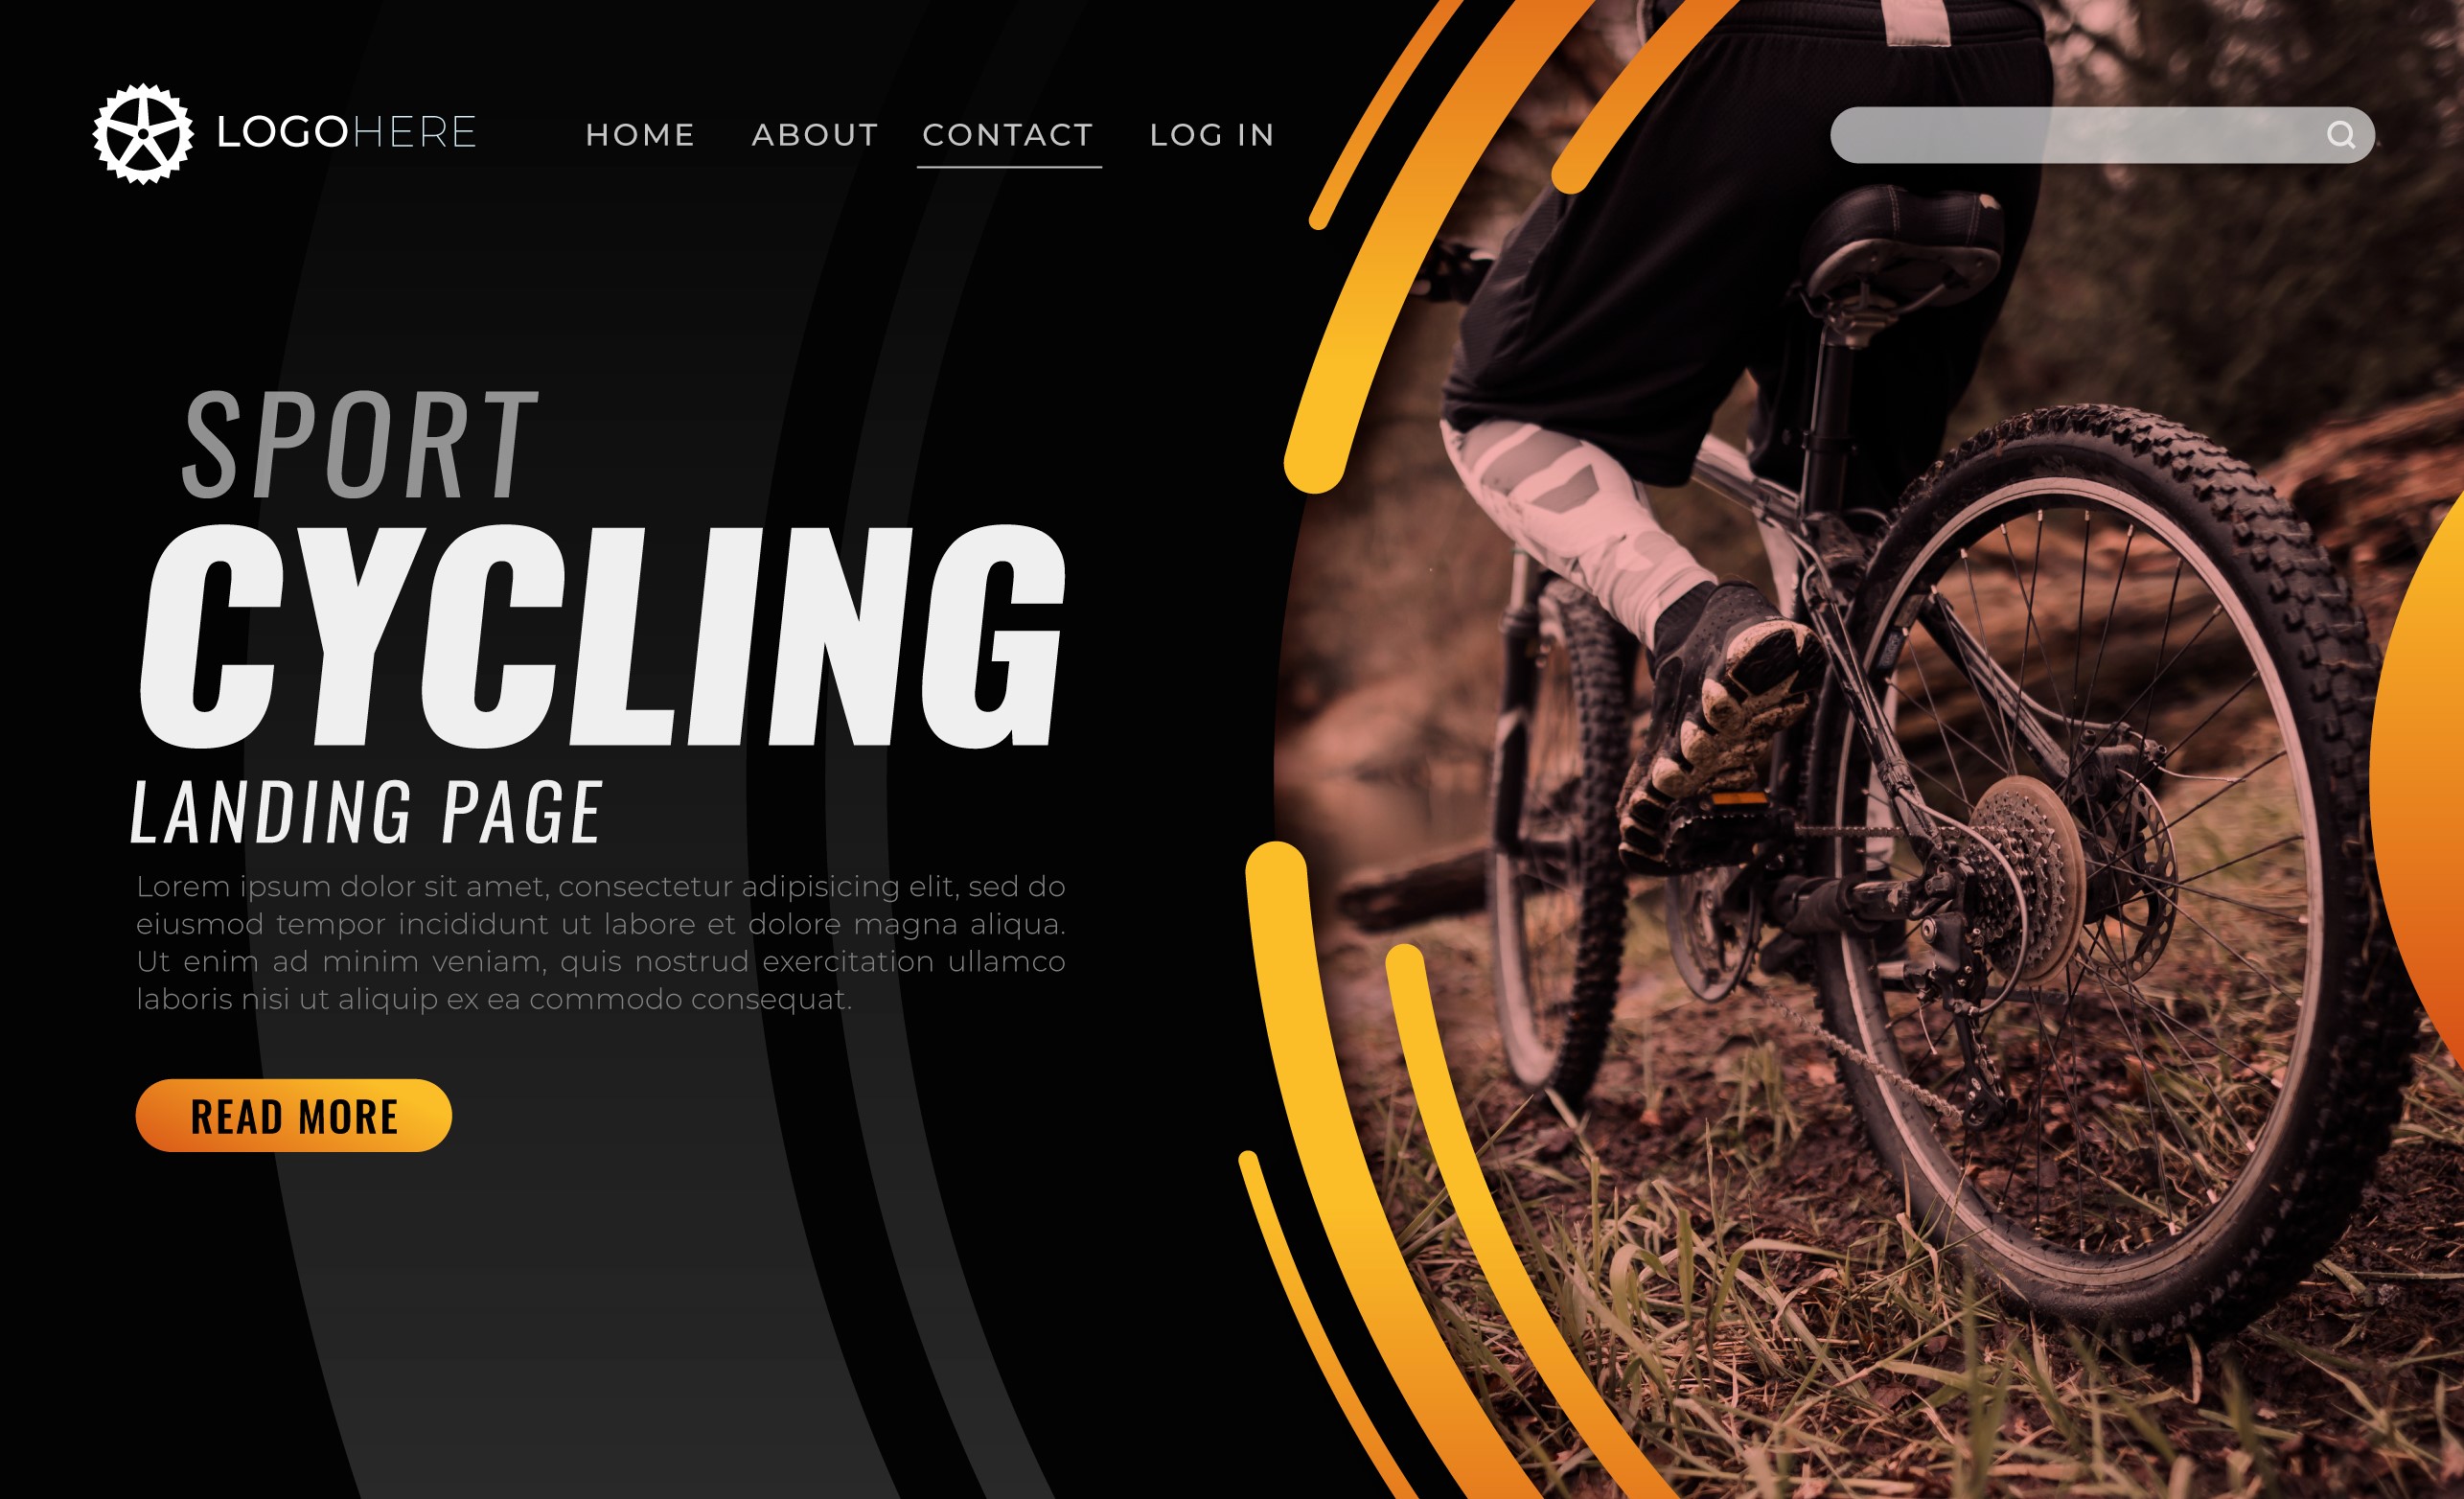 LOGOHERE
HOME ABOUT CONTACT LOG IN
SPORT
CYCLING
LANDING PAGE
Lorem ipsum dolor sit amet, consectetur adipisicing elit, sed do
eiusmod tempor incididunt ut labore et dolore magna aliqua.
Ut enim ad minim veniam, quis nostrud exercitation ullamco
laboris nisi ut aliquip ex ea commodo consequat.
READ MORE